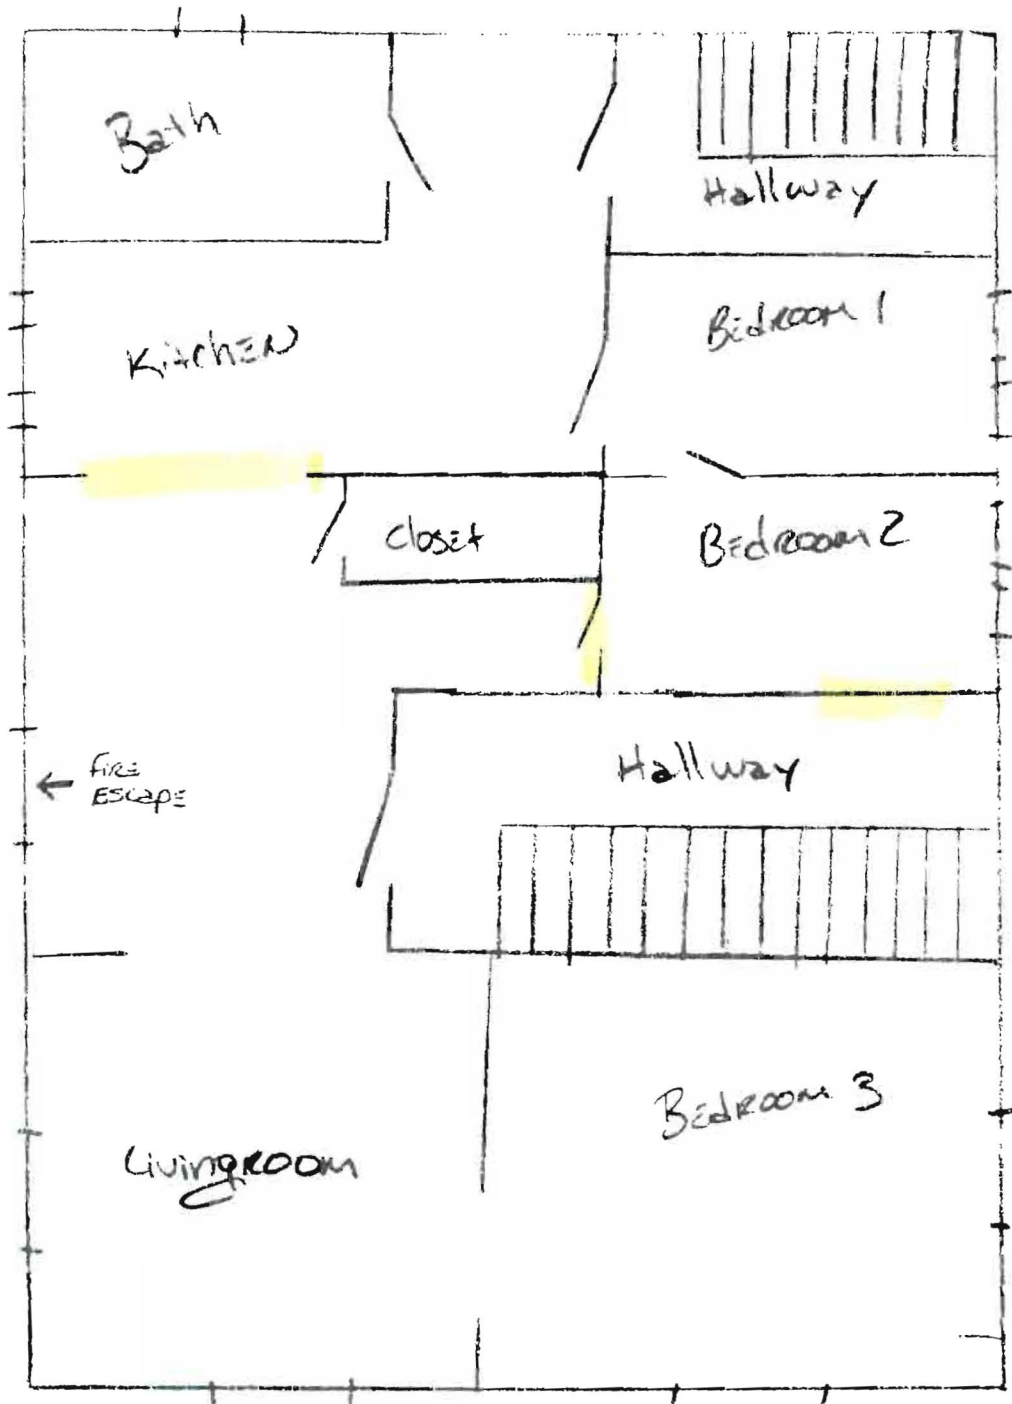 Bath
Hallway
Bedroom 1
Kitchen
Closet
Bedroom 2
Hallway
← Fire
Escape
Bedroom 3
Livingroom